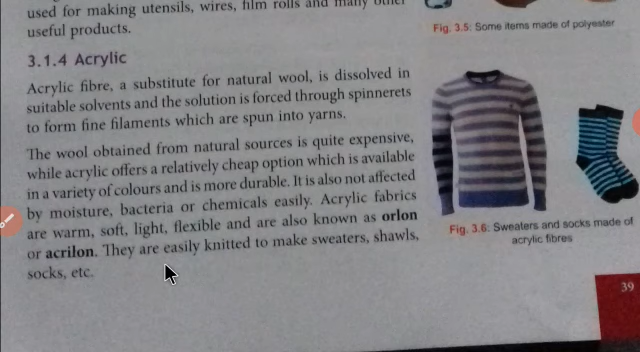 used for making utensils, wires, film rolls and many other
useful products.
Fig. 3.5: Some items made of polyester
3.1.4 Acrylic
Acrylic fibre, a substitute for natural wool, is dissolved in
suitable solvents and the solution is forced through spinnerets
to form fine filaments which are spun into yarns.
The wool obtained from natural sources is quite expensive,
while acrylic offers a relatively cheap option which is available
in a variety of colours and is more durable. It is also not affected
by moisture, bacteria or chemicals easily. Acrylic fabrics
are warm, soft, light, flexible and are also known as orlon
or acrilon. They are easily knitted to make sweaters, shawls,
socks, etc.
Fig. 3.6: Sweaters and socks made of
acrylic fibres
39